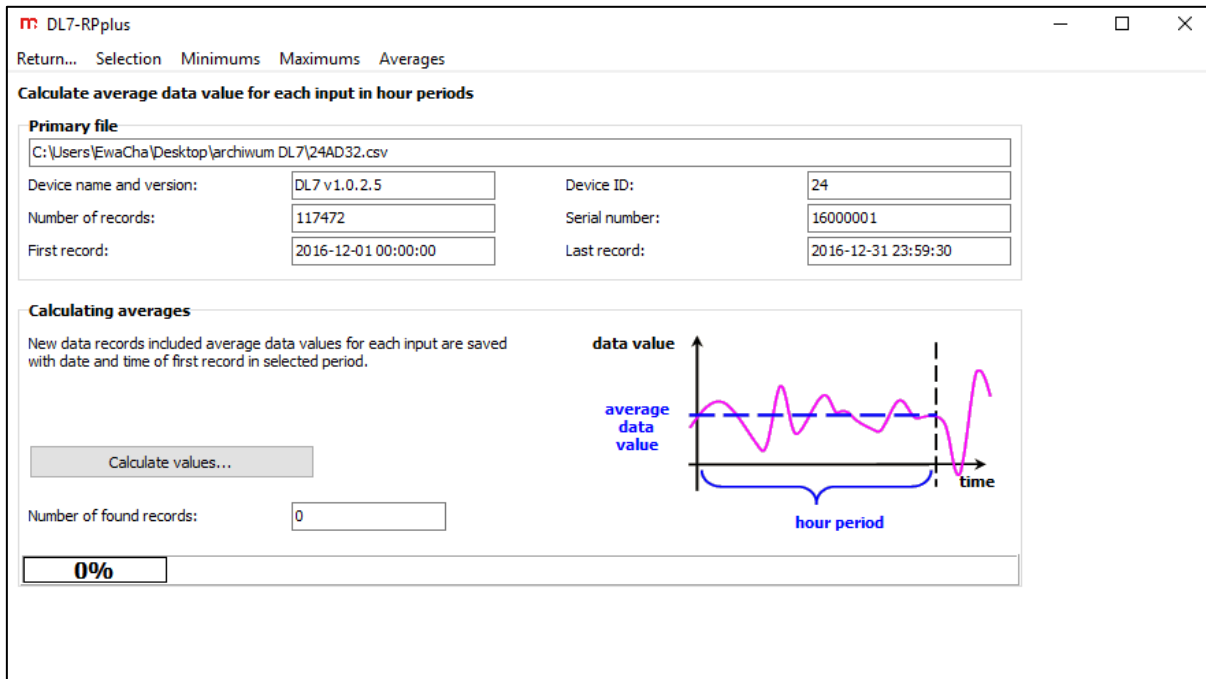 DL7-RPplus
Return... Selection Minimums Maximums Averages
Calculate average data value for each input in hour periods
Primary file
C:\Users\EwaCha\Desktop\archiwum DL7\24AD32.csv
Device name and version: DL7 v1.0.2.5 Device ID: 24
Number of records: 117472 Serial number: 16000001
First record: 2016-12-01 00:00:00 Last record: 2016-12-31 23:59:30
Calculating averages
New data records included average data values for each input are saved
with date and time of first record in selected period.
data value
average
data
value
time
hour period
Calculate values...
Number of found records: 0
0%